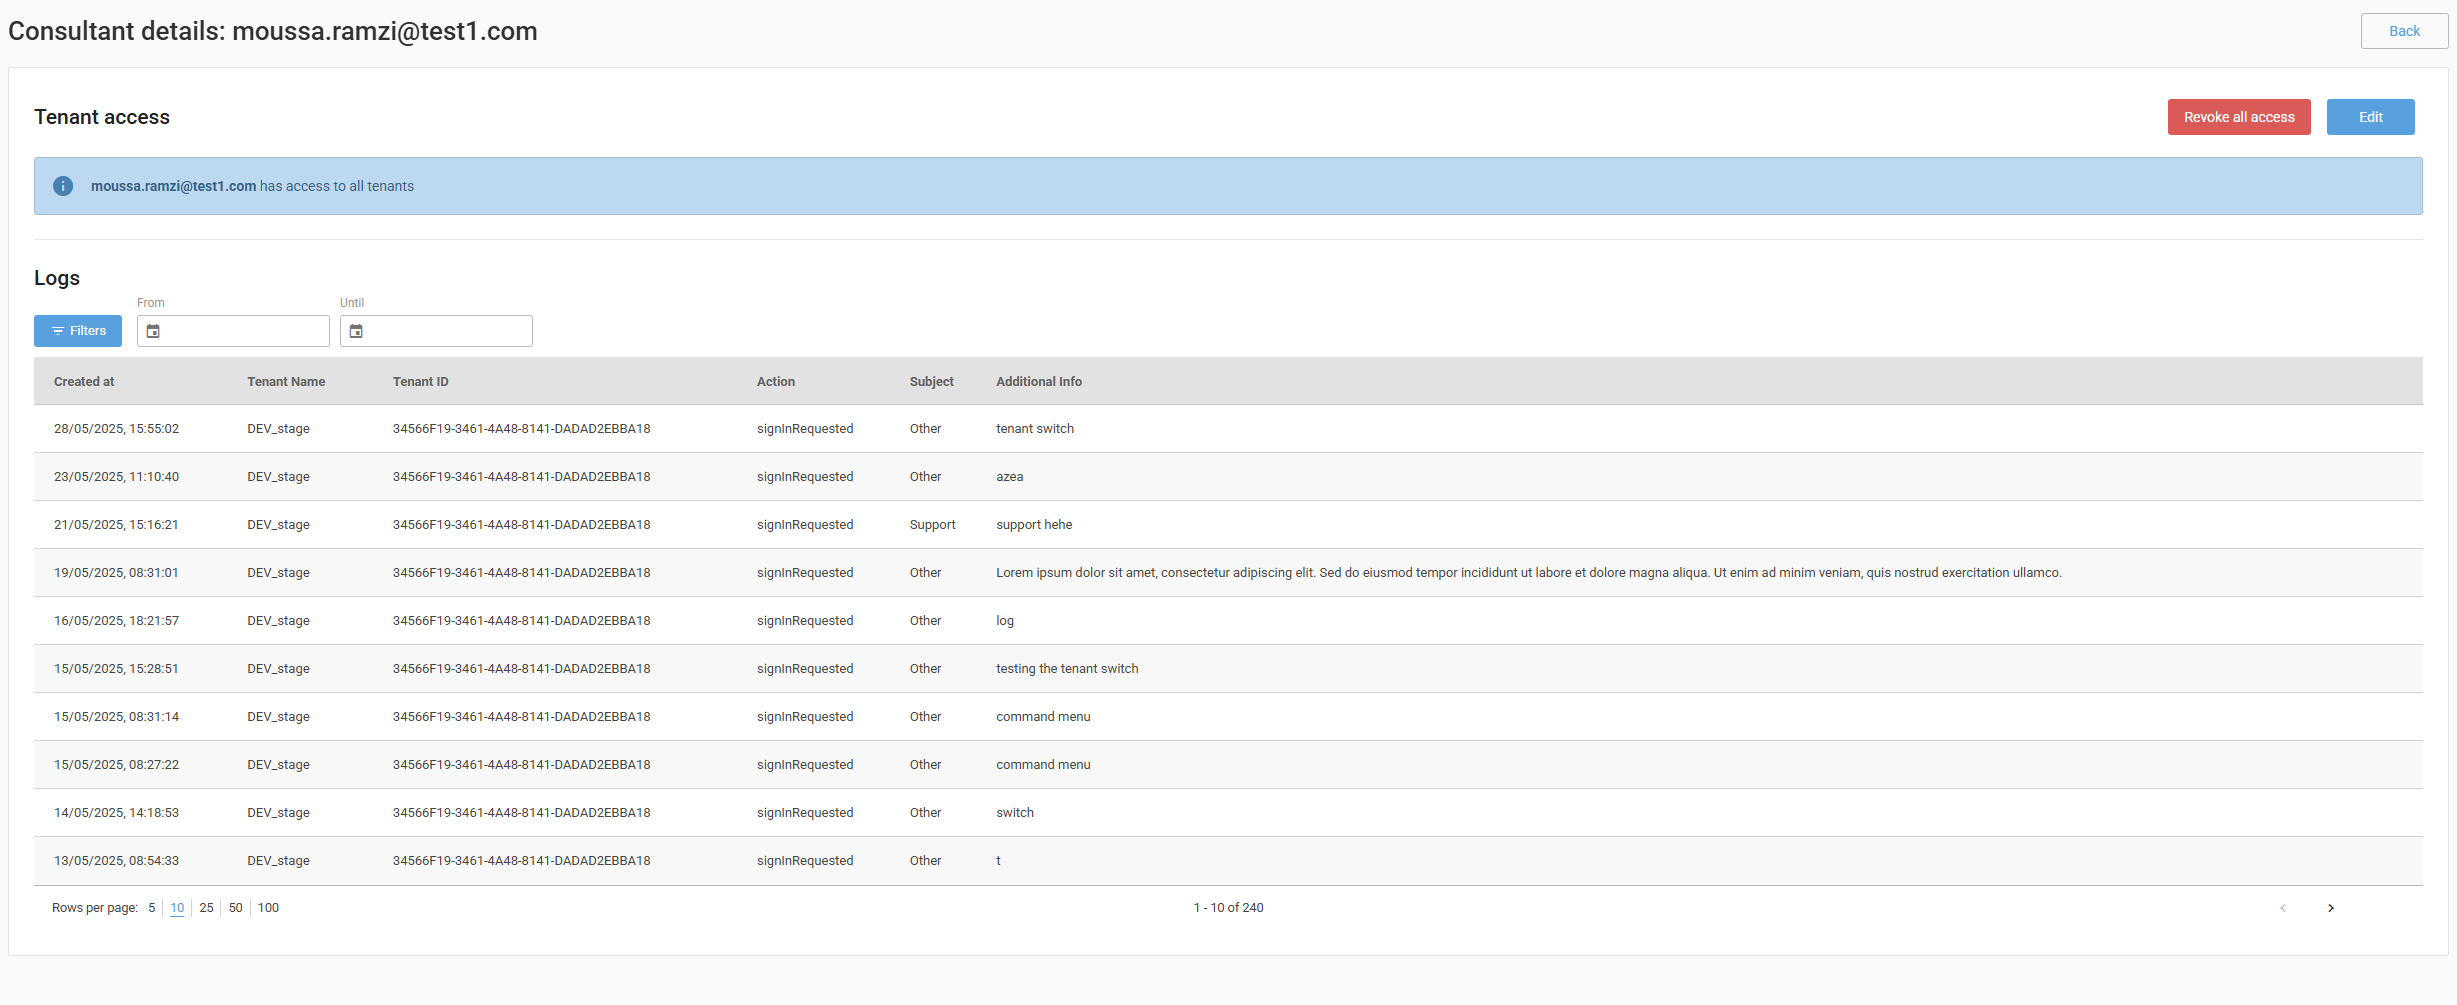 Consultant details: moussa.ramzi@test1.com
Back
Tenant access
Revoke all access
Edit
moussa.ramzi@test1.com has access to all tenants
Logs
From
Until
Filters
Created at Tenant Name Tenant ID Action Subject Additional Info
28/05/2025, 15:55:02 DEV_stage 34566F19-3461-4A48-8141-DADAD2EBBA18 signInRequested Other tenant switch
23/05/2025, 11:10:40 DEV_stage 34566F19-3461-4A48-8141-DADAD2EBBA18 signInRequested Other azea
21/05/2025, 15:16:21 DEV_stage 34566F19-3461-4A48-8141-DADAD2EBBA18 signInRequested Support support hehe
19/05/2025, 08:31:01 DEV_stage 34566F19-3461-4A48-8141-DADAD2EBBA18 signInRequested Other Lorem ipsum dolor sit amet, consectetur adipiscing elit. Sed do eiusmod tempor incididunt ut labore et dolore magna aliqua. Ut enim ad minim veniam, quis nostrud exercitation ullamco.
16/05/2025, 18:21:57 DEV_stage 34566F19-3461-4A48-8141-DADAD2EBBA18 signInRequested Other log
15/05/2025, 15:28:51 DEV_stage 34566F19-3461-4A48-8141-DADAD2EBBA18 signInRequested Other testing the tenant switch
15/05/2025, 08:31:14 DEV_stage 34566F19-3461-4A48-8141-DADAD2EBBA18 signInRequested Other command menu
15/05/2025, 08:27:22 DEV_stage 34566F19-3461-4A48-8141-DADAD2EBBA18 signInRequested Other command menu
14/05/2025, 14:18:53 DEV_stage 34566F19-3461-4A48-8141-DADAD2EBBA18 signInRequested Other switch
13/05/2025, 08:54:33 DEV_stage 34566F19-3461-4A48-8141-DADAD2EBBA18 signInRequested Other t
Rows per page: 5 10 25 50 100 1 - 10 of 240